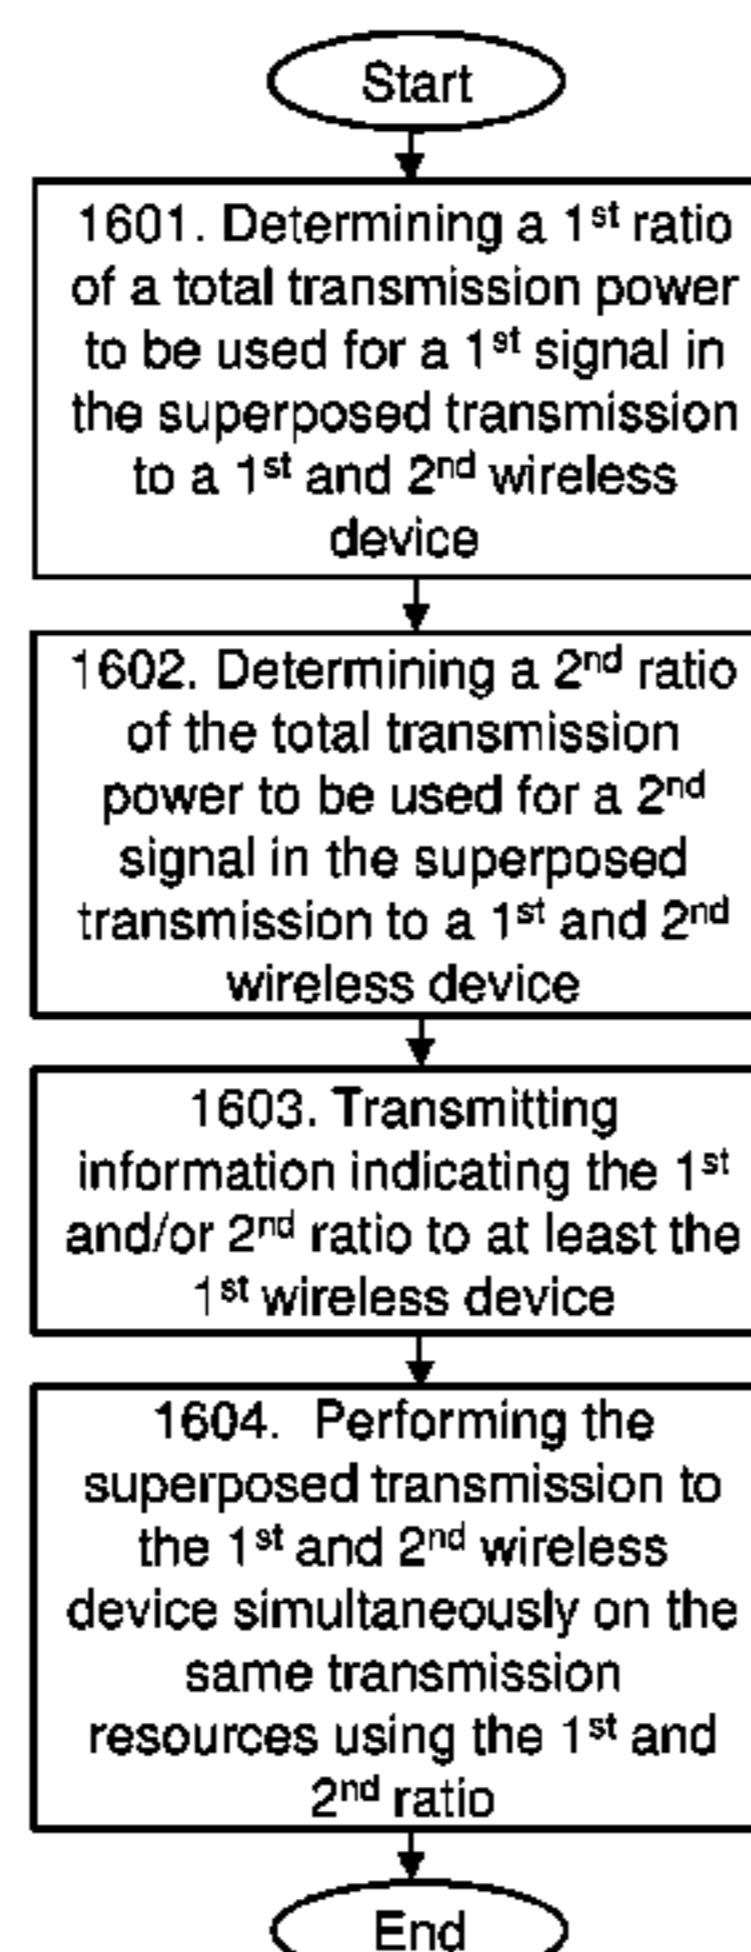 Start
1601. Determining a 1st ratio
of a total transmission power
to be used for a 1st signal in
the superposed transmission
to a 1st and 2nd wireless
device
1602. Determining a 2nd ratio
of the total transmission
power to be used for a 2nd
signal in the superposed
transmission to a 1st and 2nd
wireless device
1603. Transmitting
information indicating the 1st
and/or 2nd ratio to at least the
1st wireless device
1604. Performing the
superposed transmission to
the 1st and 2nd wireless
device simultaneously on the
same transmission
resources using the 1st and
2nd ratio
End